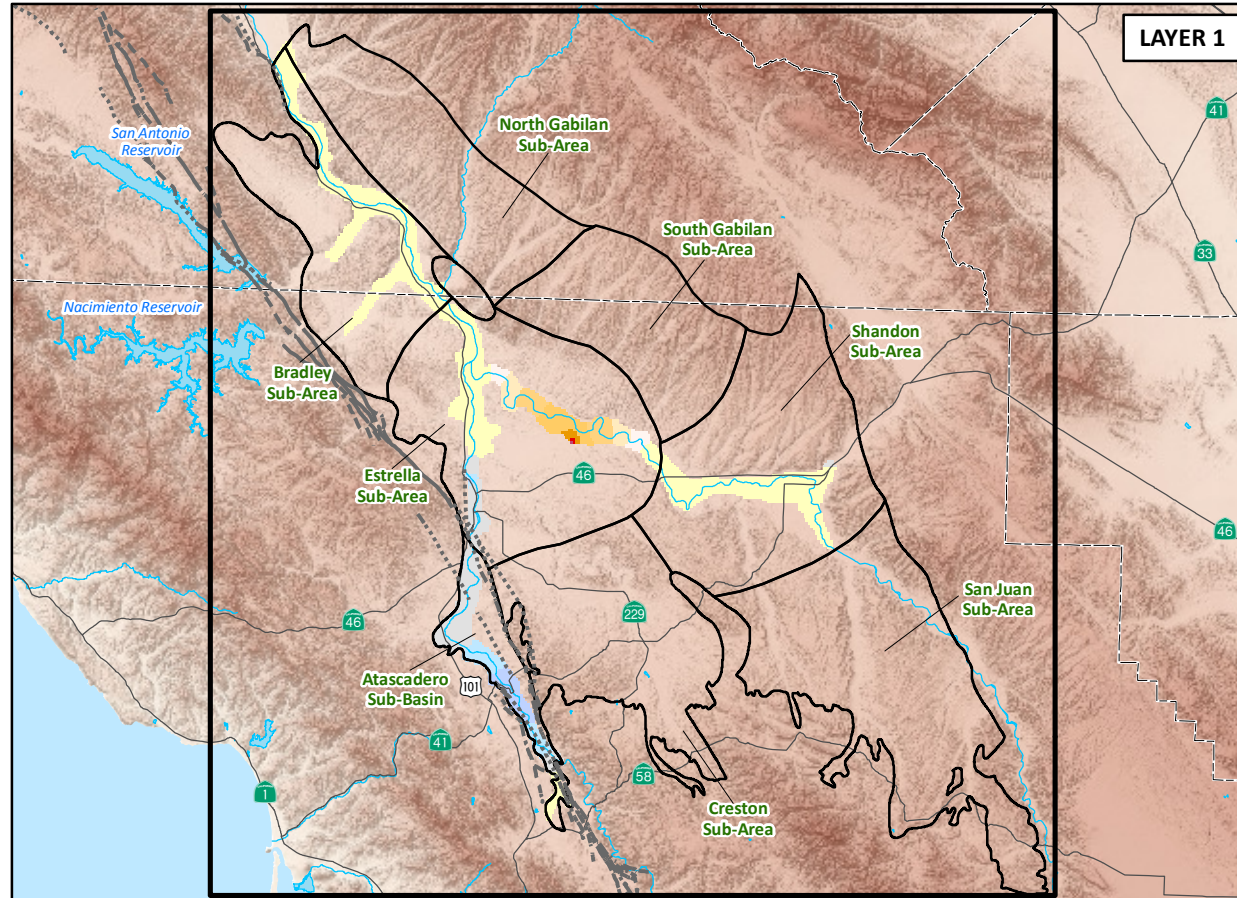 LAYER 1
41
San Antonio
Reservoir
North Gabilan
Sub-Area
South Gabilan
Sub-Area
33
Nacimiento Reservoir
Shandon
Sub-Area
Bradley
Sub-Area
Estrella
Sub-Area
46
46
San Juan
Sub-Area
46
229
Atascadero
Sub-Basin
101
41
58
1
Creston
Sub-Area